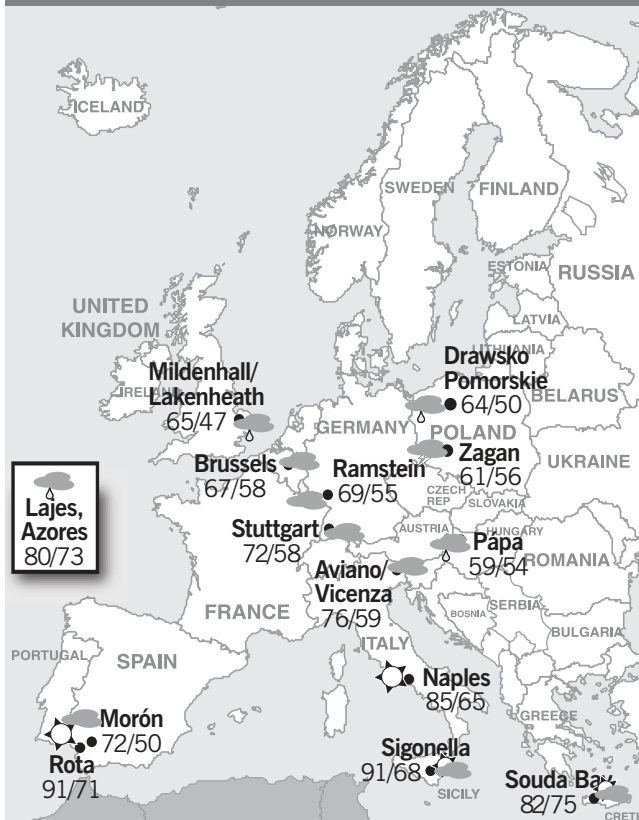 ICELAND
SWEDEN
FINLAND
NORWAY
ESTONIA
RUSSIA
LATVIA
LITHUANIA
UNITED
KINGDOM
IRELAND
Mildenhall/
Lakenheath
65/47
Drawsko
Pomorskie
64/50
BELARUS
GERMANY
POLAND
Zagan
61/56
UKRAINE
Brussels
67/58
Ramstein
69/55
CZECH
REP
SLOVAKIA
Lajes,
Azores
80/73
Stuttgart
72/58
AUSTRIA
HUNGARY
Pápa
59/54
ROMANIA
Aviano/
Vicenza
76/59
FRANCE
BOSNIA
SERBIA
BULGARIA
ITALY
PORTUGAL
SPAIN
Naples
85/65
GREECE
Morón
72/50
Rota
91/71
Sigonella
91/68
SICILY
Souda Bay
82/75
CRETE